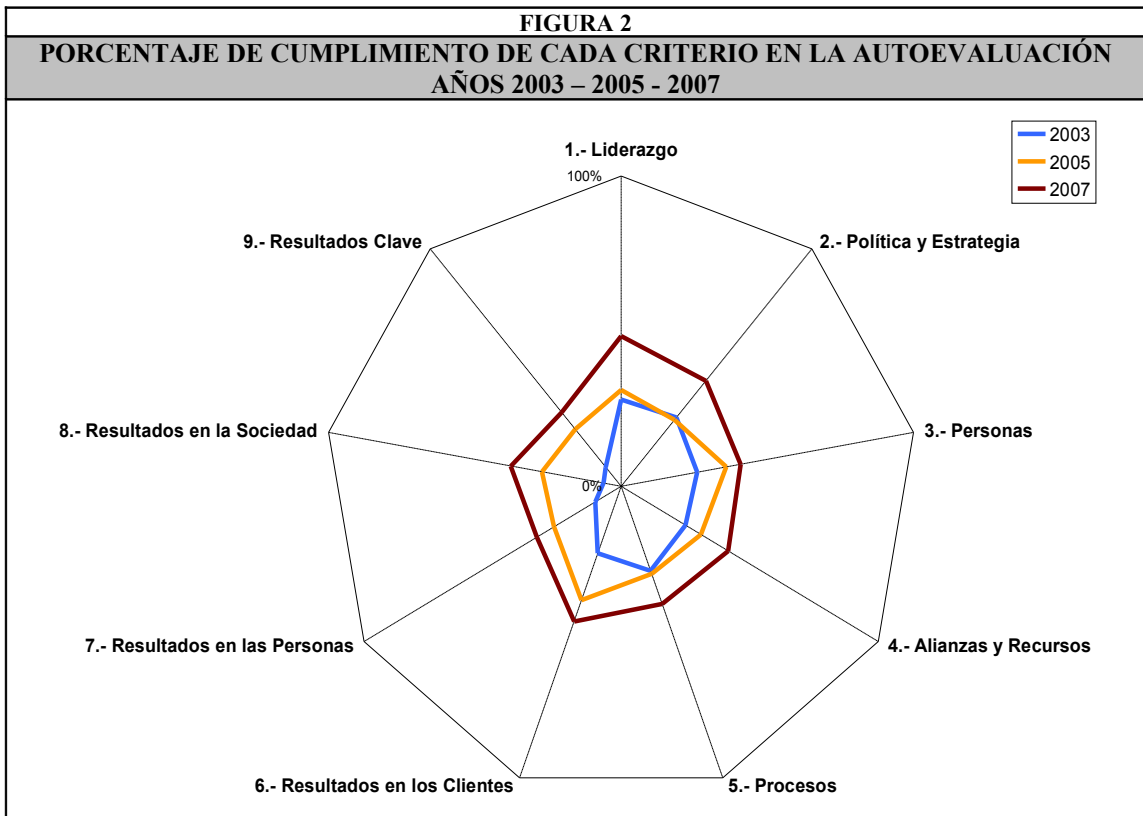 FIGURA 2
PORCENTAJE DE CUMPLIMIENTO DE CADA CRITERIO EN LA AUTOEVALUACIÓN
AÑOS 2003 – 2005 - 2007
2003
2005
2007
1.- Liderazgo
100%
9.- Resultados Clave
2.- Política y Estrategia
8.- Resultados en la Sociedad
3.- Personas
0%
7.- Resultados en las Personas
4.- Alianzas y Recursos
6.- Resultados en los Clientes
5.- Procesos